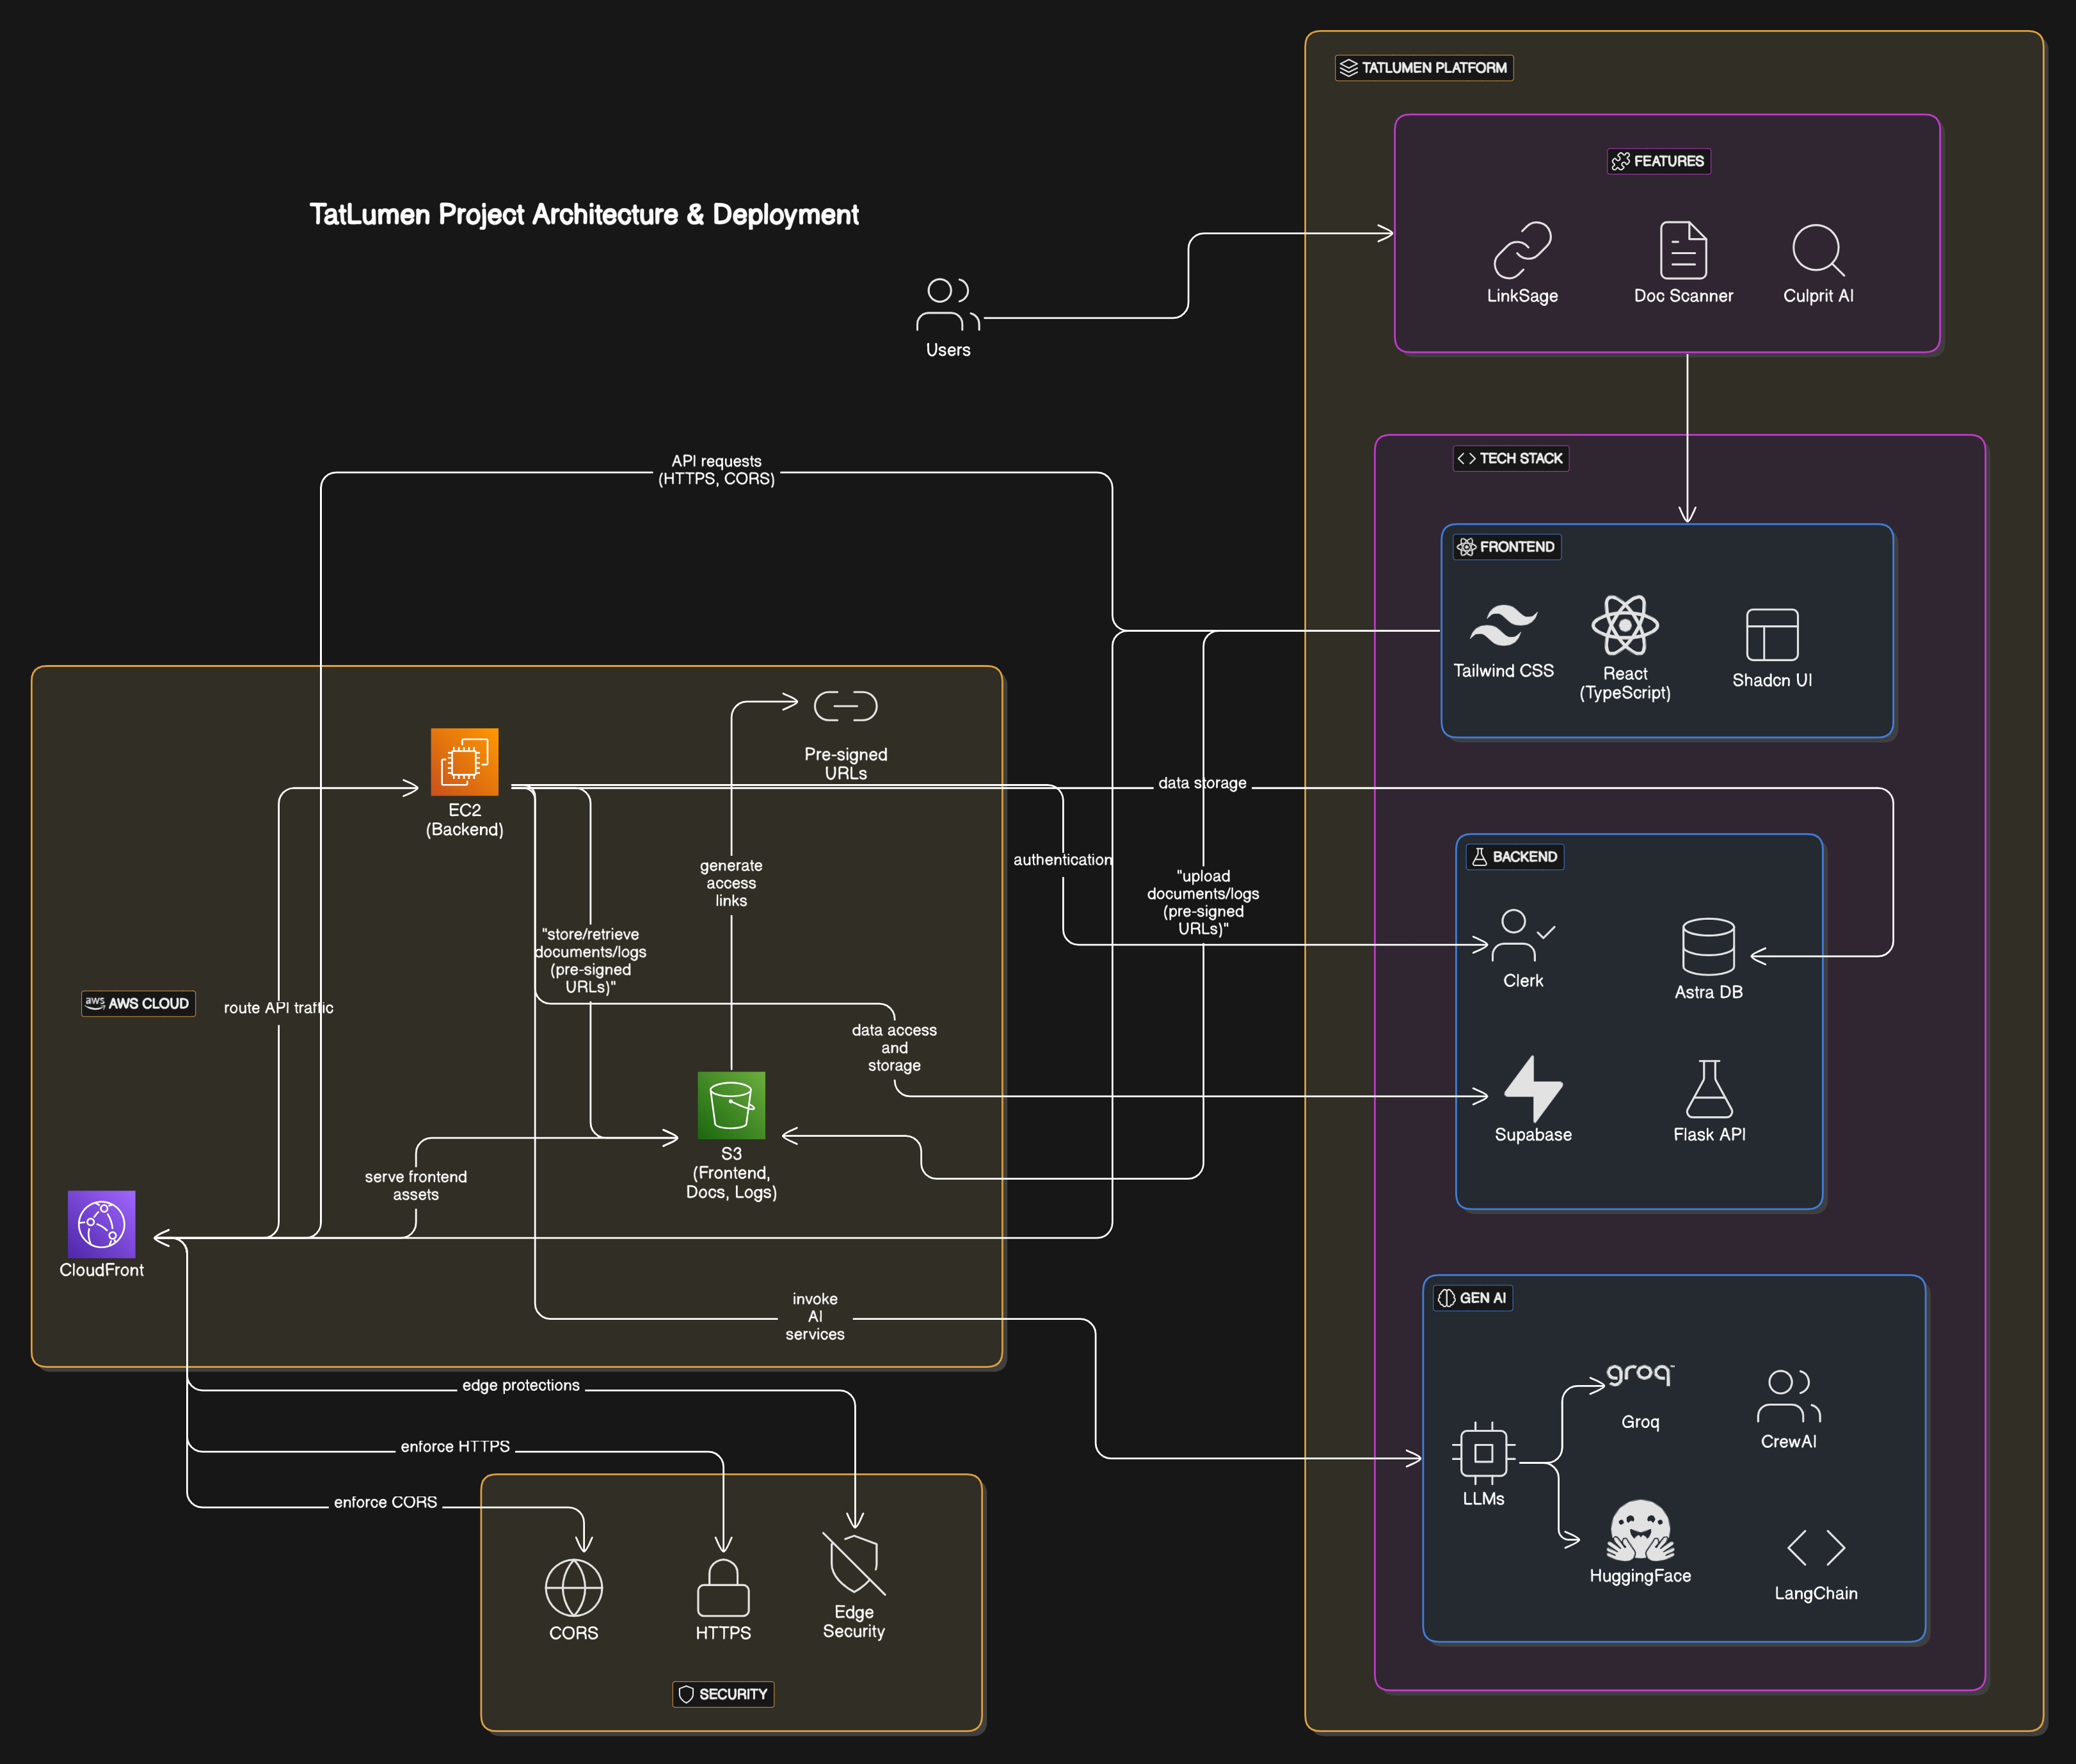 TATLUMEN PLATFORM
FEATURES
LinkSage
Doc Scanner
Culprit AI
TatLumen Project Architecture & Deployment
Users
API requests
(HTTPS, CORS)
TECH STACK
FRONTEND
Tailwind CSS
React
(TypeScript)
Shadcn UI
Pre-signed
URLs
EC2
(Backend)
data storage
generate
access
links
authentication
"upload
documents/logs
(pre-signed
URLs)"
BACKEND
Clerk
Astra DB
Supabase
Flask API
"store/retrieve
documents/logs
(pre-signed
URLs)"
aws
AWS CLOUD
route API traffic
data access
and
storage
S3
(Frontend,
Docs, Logs)
serve frontend
assets
CloudFront
invoke
AI
services
GEN AI
groq
Groq
CrewAI
LLMs
HuggingFace
LangChain
edge protections
enforce HTTPS
enforce CORS
CORS
HTTPS
Edge
Security
SECURITY